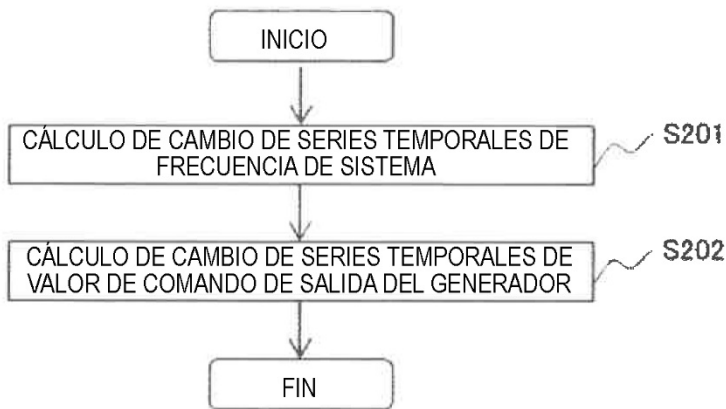 INICIO
CÁLCULO DE CAMBIO DE SERIES TEMPORALES DE
FRECUENCIA DE SISTEMA
S201
CÁLCULO DE CAMBIO DE SERIES TEMPORALES DE
VALOR DE COMANDO DE SALIDA DEL GENERADOR
S202
FIN